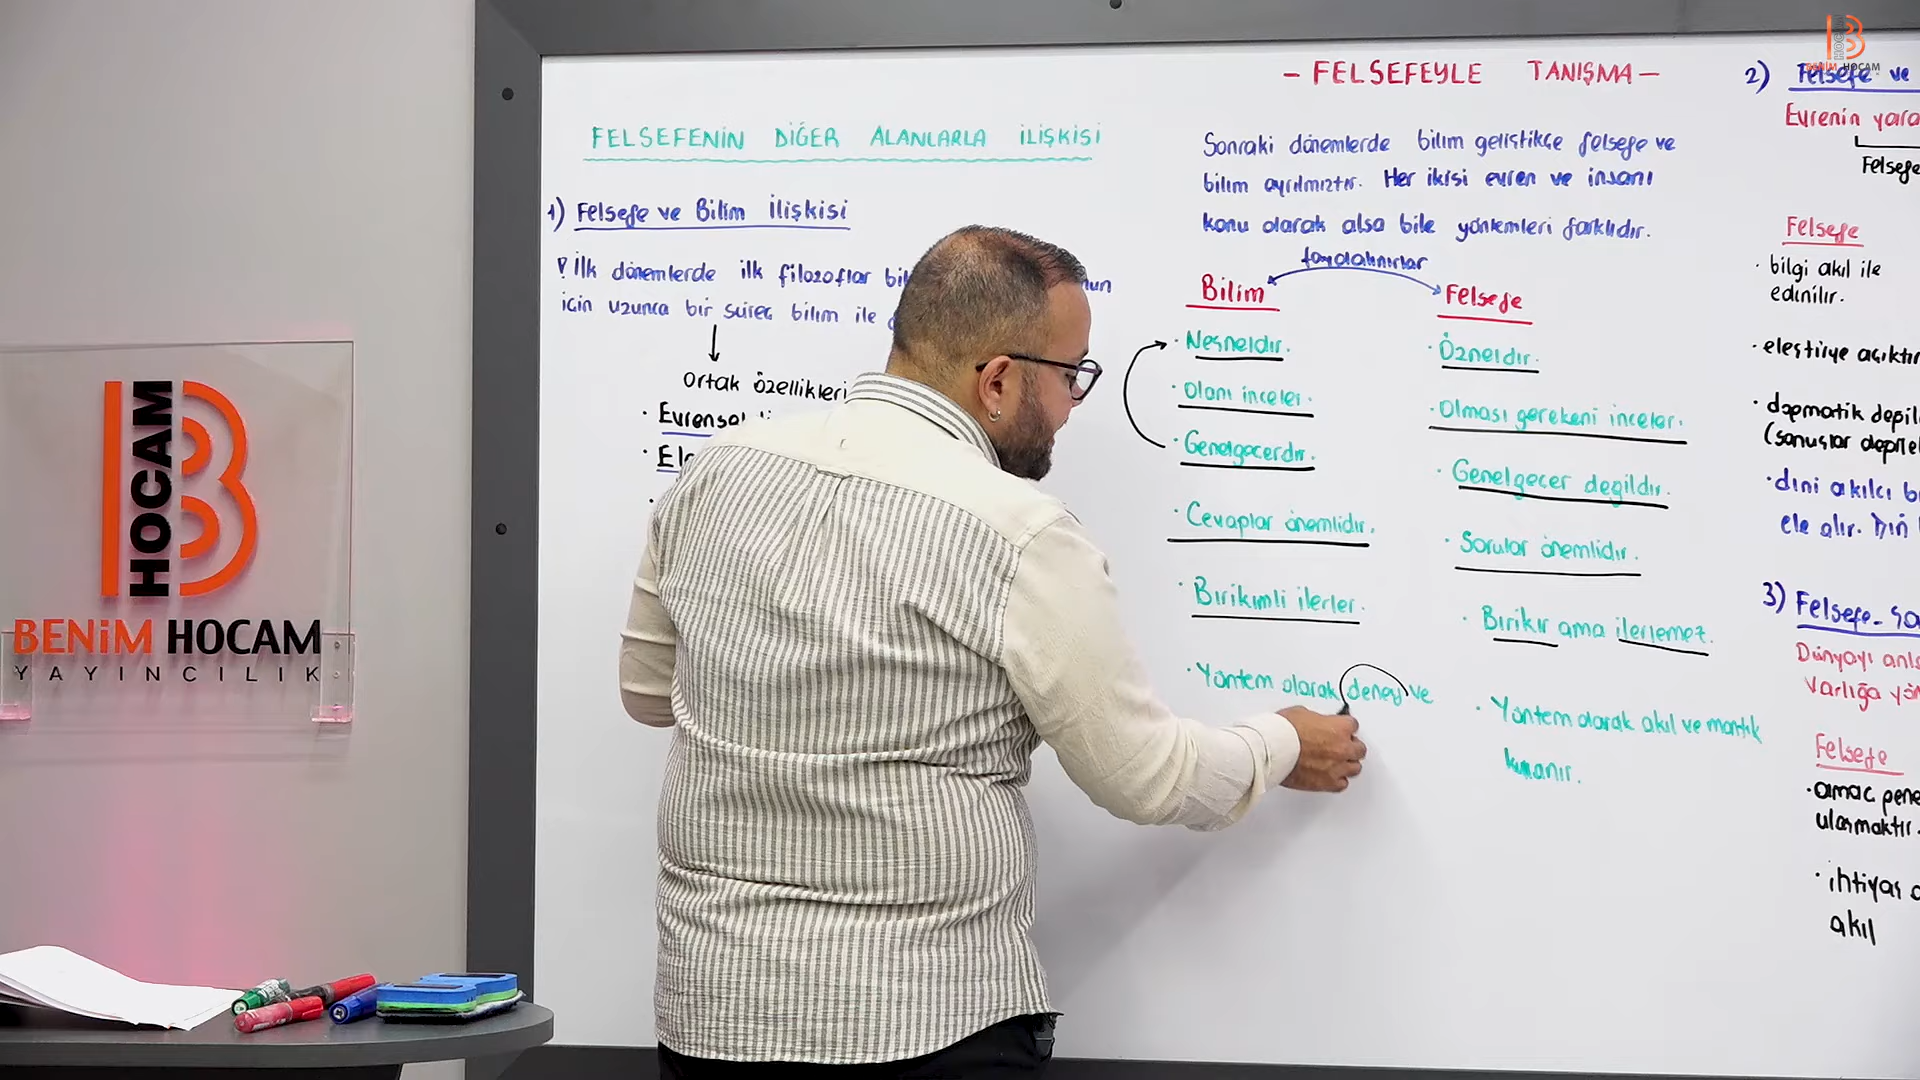 BENİM HOCAM
– FELSEFEYLE TANIŞMA –
FELSEFENİN DİĞER ALANLARLA İLİŞKİSİ
1) Felsefe ve Bilim İlişkisi
İlk dönemlerde ilk filozoflar
için uzunca bir süreç bilim ile
Ortak özellikleri
Sonraki dönemlerde bilim geliştikçe felsefe ve
bilim ayrılmıştır. Her ikisi evren ve insanı
konu olarak alsa bile yöntemleri farklıdır.
faydalanırlar
Bilim
· Nesneldir.
· Olanı inceler.
· Genelgeçerdir.
· Cevaplar önemlidir.
· Birikimli ilerler.
· Yöntem olarak deney ve
Felsefe
· Özneldir.
· Olması gerekeni inceler.
· Genelgeçer değildir.
· Sorular önemlidir.
· Birikir ama ilerlemez.
· Yöntem olarak akıl ve mantık
kullanır.
2) Felsefe ve
Evrenin
Felsefe
Felsefe
· bilgi akıl ile
edinilir.
· eleştiriye açıktır
· dogmatik
(sonuçlar
· dini akılcı
ele alır. Din
3) Felsefe -
Dünyayı
Varlığa
Felsefe
· amaç
ulaşmaktır.
· ihtiyaç
akıl
HOCAM
B
BENİM HOCAM
YAYINCILIK